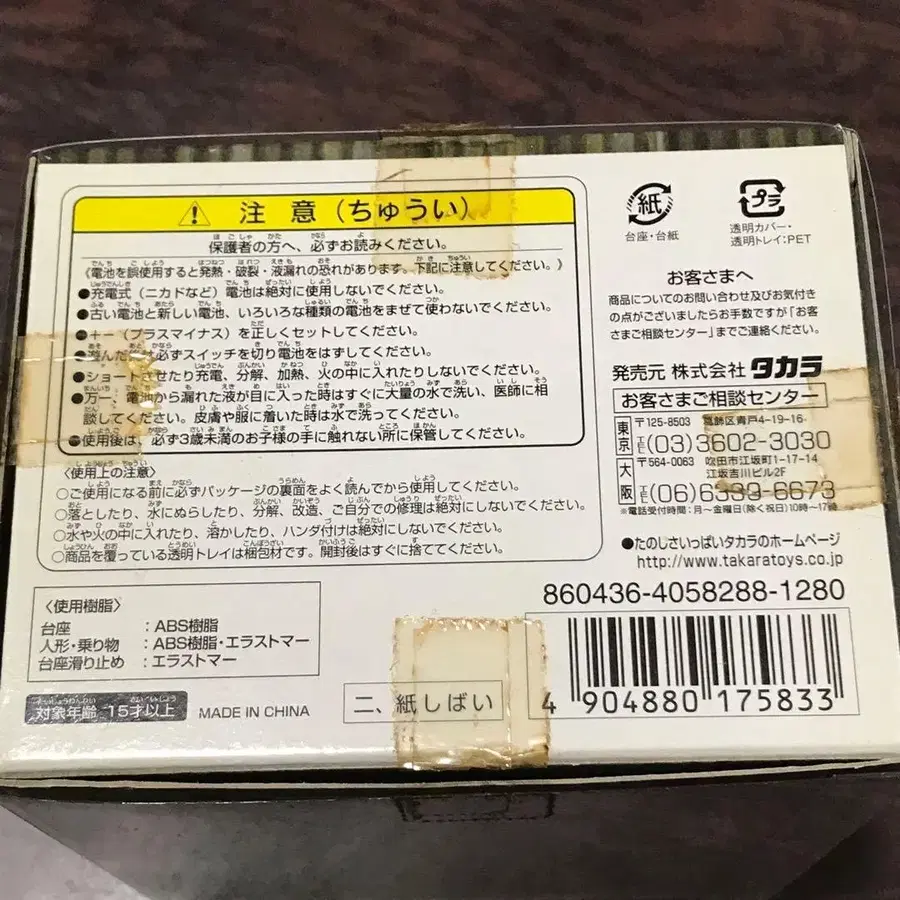 注意(ちゅうい)
保護者の方へ、必ずお読みください。
《電池を誤使用すると発熱・破裂・液漏れの恐れがあります。下記に注意してください。》
●充電式(ニカドなど)電池は絶対に使用しないでください。
●古い電池と新しい電池、いろいろな種類の電池をまぜて使わないでください。
●+-(プラスマイナス)を正しくセットしてください。
●遊んだ必ずスイッチを切り電池をはずしてください。
●ショートさせたり充電、分解、加熱、火の中に入れたりしないでください。
●万一、電池から漏れた液が目に入った時はすぐに大量の水で洗い、医師に相
談してください。皮膚や服に着いた時は水で洗ってください。
●使用後は、必ず3歳未満のお子様の手に触れない所に保管してください。
〈使用上の注意〉
○ご使用になる前に必ずパッケージの裏面をよく読んでから使用してください。
○落としたり、水にぬらしたり、分解、改造、ご自分での修理は絶対にしないでください。
○水や火の中に入れたり、溶かしたり、ハンダ付けは絶対にしないでください。
○商品を覆っている透明トレイは梱包材です。開封後はすぐに捨ててください。
〈使用樹脂〉
台座 : ABS樹脂
人形・乗り物 : ABS樹脂・エラストマー
台座滑り止め : エラストマー
対象年齢 15才以上
MADE IN CHINA
二、紙しばい
紙
台座・台紙
プラ
透明カバー・
透明トレイ:PET
お客さまへ
商品についてのお問い合わせ及びお気付き
の点がございましたらお手数ですが「お客
さまご相談センター」までご連絡ください。
発売元 株式会社 タカラ
お客さまご相談センター
東京
〒125-8503 葛飾区青戸4-19-16
TEL(03)3602-3030
大阪
〒564-0063 吹田市江坂町1-17-14
江坂吉川ビル2F
TEL(06)6339-6673
*電話受付時間:月~金曜日(除く祝日)10時~17時
●たのしさいっぱいタカラのホームページ
http://www.takaratoys.co.jp
860436-4058288-1280
4 904880 175833